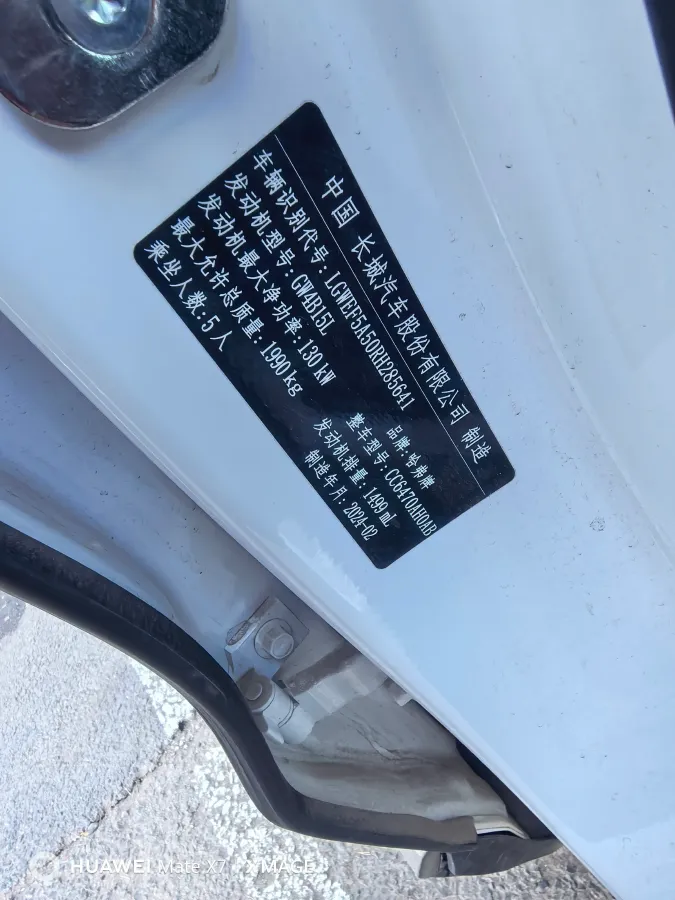 中国 长城汽车股份有限公司 制造
车辆识别代号：LGWEF5A50RH285641
品牌：哈弗牌
发动机型号：GW4B15L
整车型号：CC6470AH0AB
发动机最大净功率：130 kW
发动机排量：1499 mL
最大允许总质量：1990 kg
制造年月：2024-02
乘坐人数：5 人
HUAWEI Mate X7 XMAGE